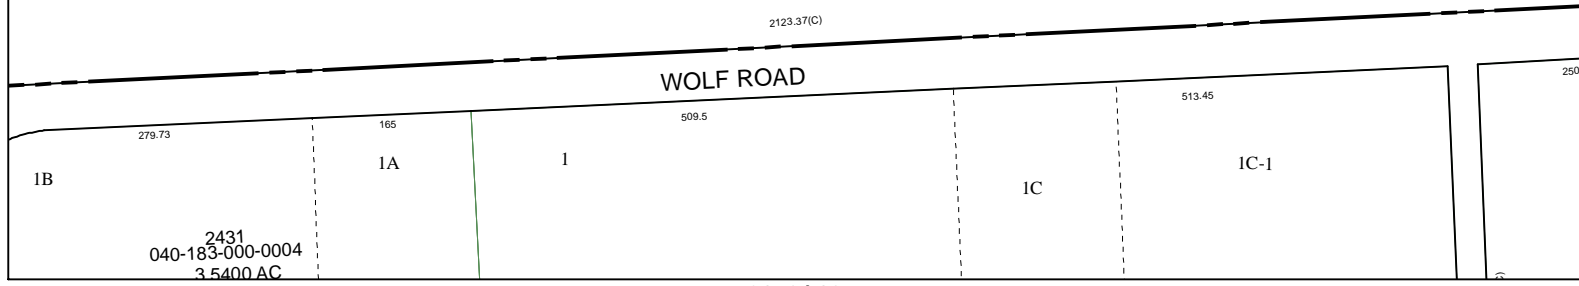 2123.37(C)
WOLF ROAD
250
513.45
509.5
165
279.73
1B
1A
1
1C
1C-1
2431
040-183-000-0004
3.5400 AC